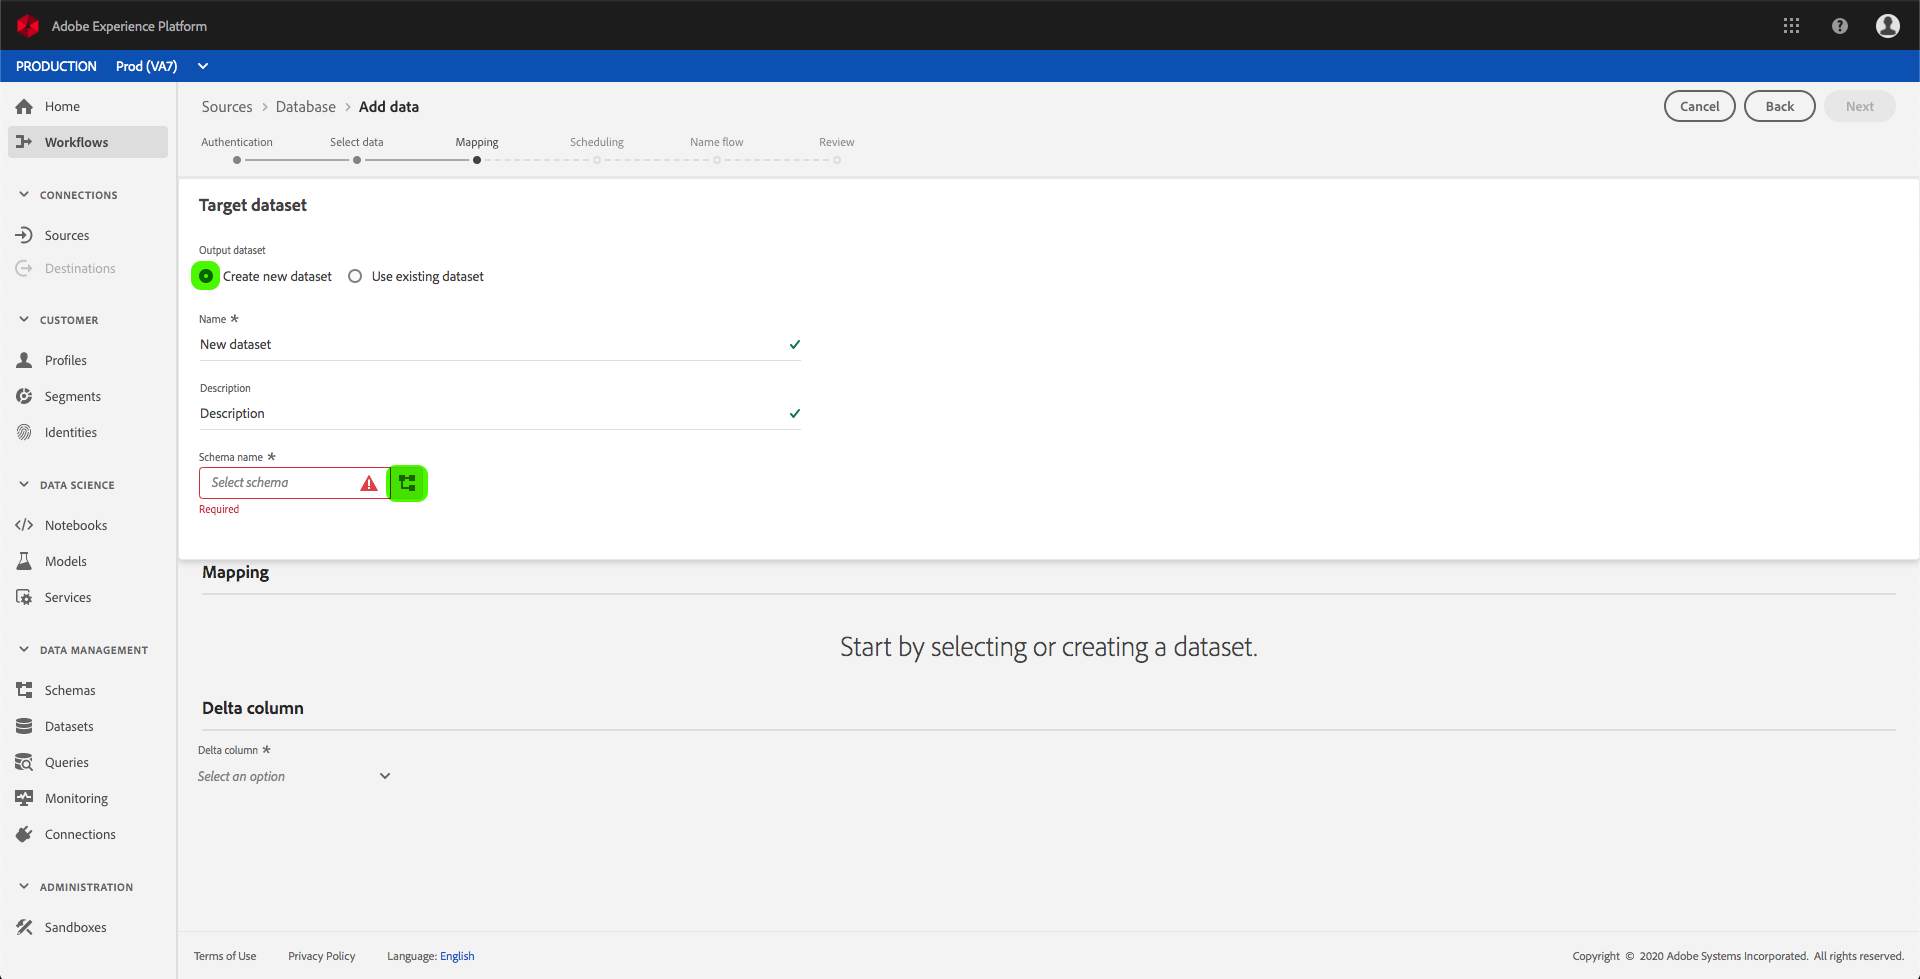 Adobe Experience Platform
PRODUCTION Prod (VA7)
Home
Workflows
CONNECTIONS
Sources
Destinations
CUSTOMER
Profiles
Segments
Identities
DATA SCIENCE
Notebooks
Models
Services
DATA MANAGEMENT
Schemas
Datasets
Queries
Monitoring
Connections
ADMINISTRATION
Sandboxes
Sources > Database > Add data
Cancel Back Next
Authentication Select data Mapping Scheduling Name flow Review
Target dataset
Output dataset
Create new dataset Use existing dataset
Name *
New dataset
Description
Description
Schema name *
Select schema
Required
Mapping
Start by selecting or creating a dataset.
Delta column
Delta column *
Select an option
Terms of Use Privacy Policy Language: English
Copyright © 2020 Adobe Systems Incorporated. All rights reserved.